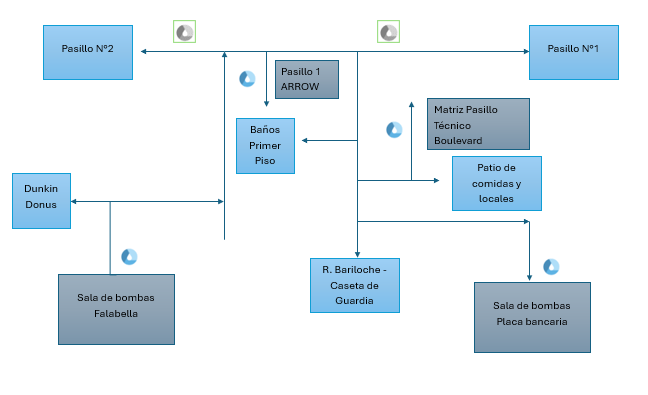 Pasillo N°2
Pasillo N°1
Pasillo 1
ARROW
Matriz Pasillo
Técnico
Boulevard
Baños
Primer
Piso
Patio de
comidas y
locales
Dunkin
Donus
R. Bariloche -
Caseta de
Guardia
Sala de bombas
Falabella
Sala de bombas
Placa bancaria